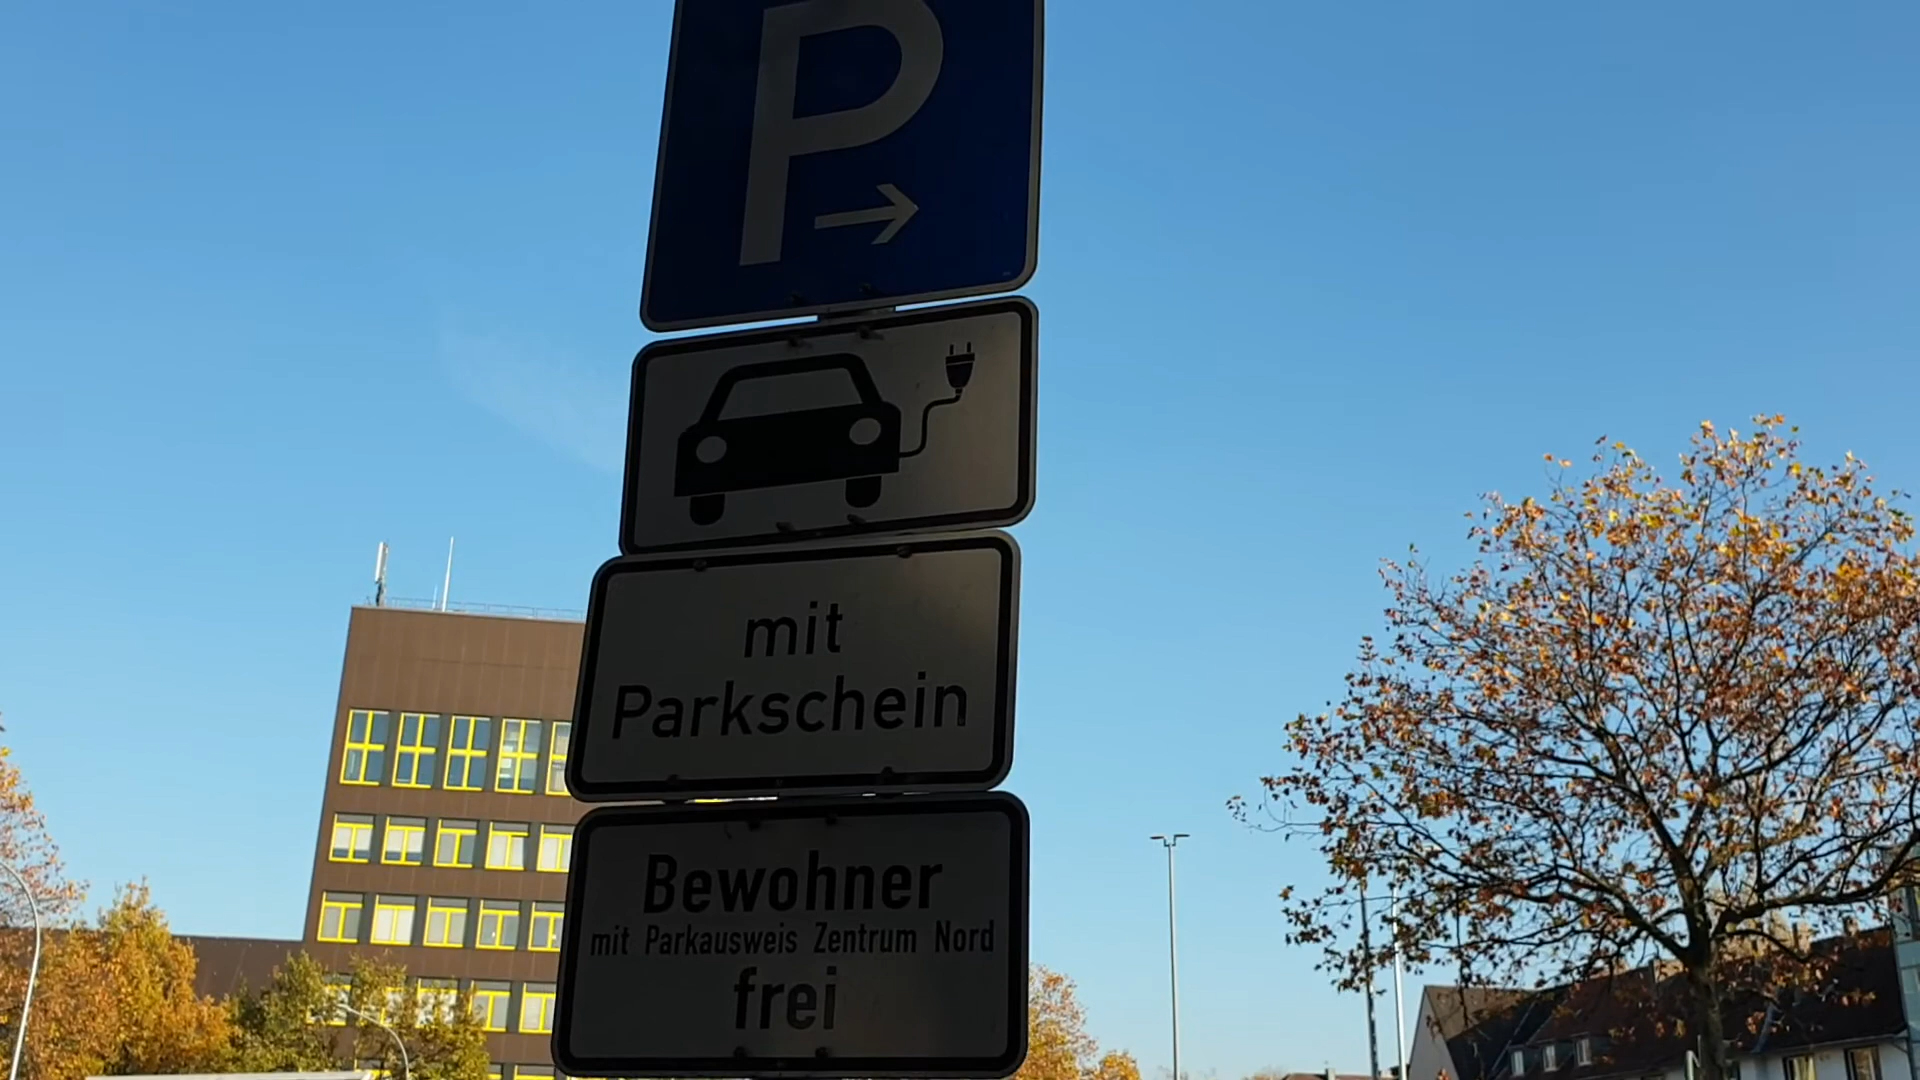 P
mit
Parkschein
Bewohner
mit Parkausweis Zentrum Nord
frei